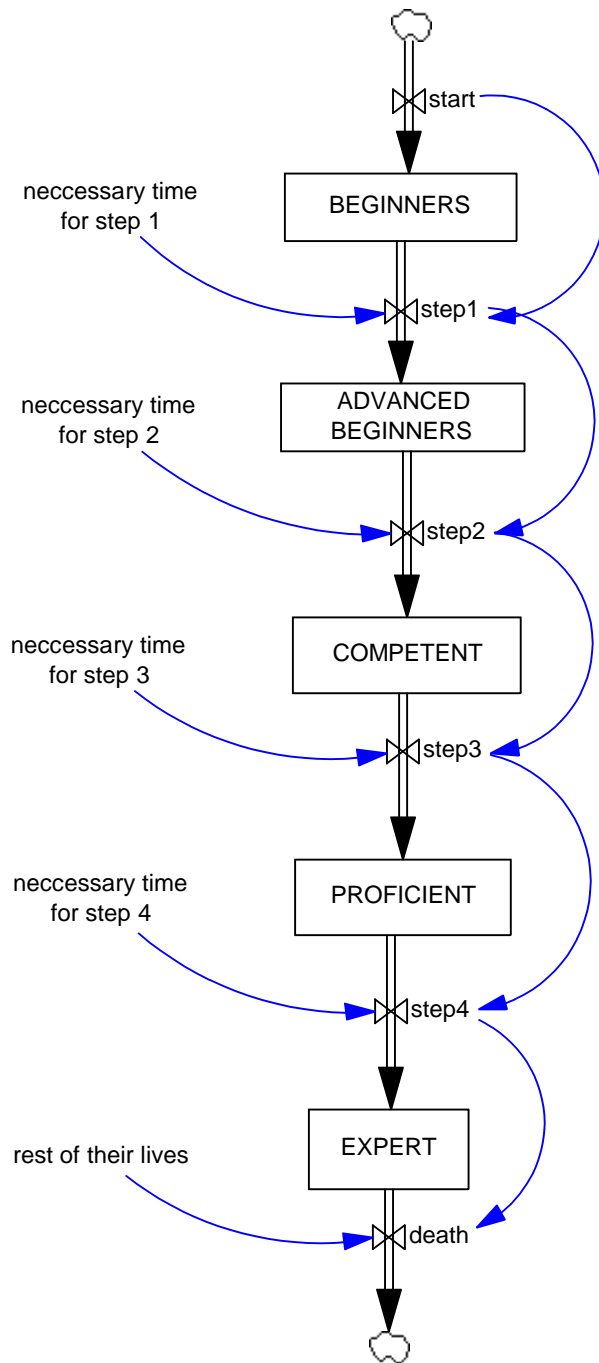 start
BEGINNERS
neccessary time
for step 1
step1
ADVANCED
BEGINNERS
neccessary time
for step 2
step2
COMPETENT
neccessary time
for step 3
step3
PROFICIENT
neccessary time
for step 4
step4
EXPERT
rest of their lives
death